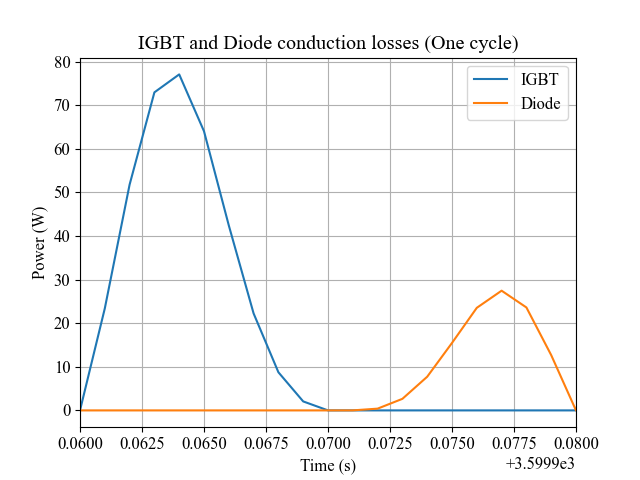 IGBT and Diode conduction losses (One cycle)
80
70
60
50
40
30
20
10
0
Power (W)
IGBT
Diode
0.0600 0.0625 0.0650 0.0675 0.0700 0.0725 0.0750 0.0775 0.0800
Time (s)
+3.5999e3